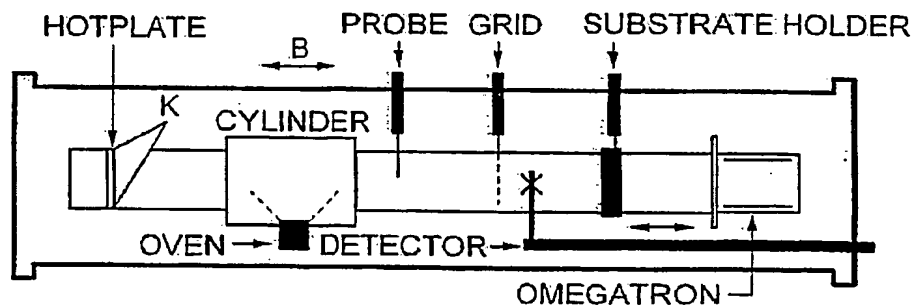 HOTPLATE
B
PROBE GRID SUBSTRATE HOLDER
K
CYLINDER
OVEN
DETECTOR
OMEGATRON